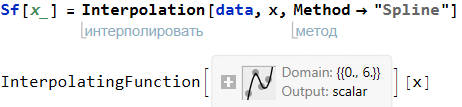 Sf[x_] = Interpolation[data, x, Method → "Spline"]
интерполировать метод
Domain: {{0., 6.}}
InterpolatingFunction[ ][x]
Output: scalar